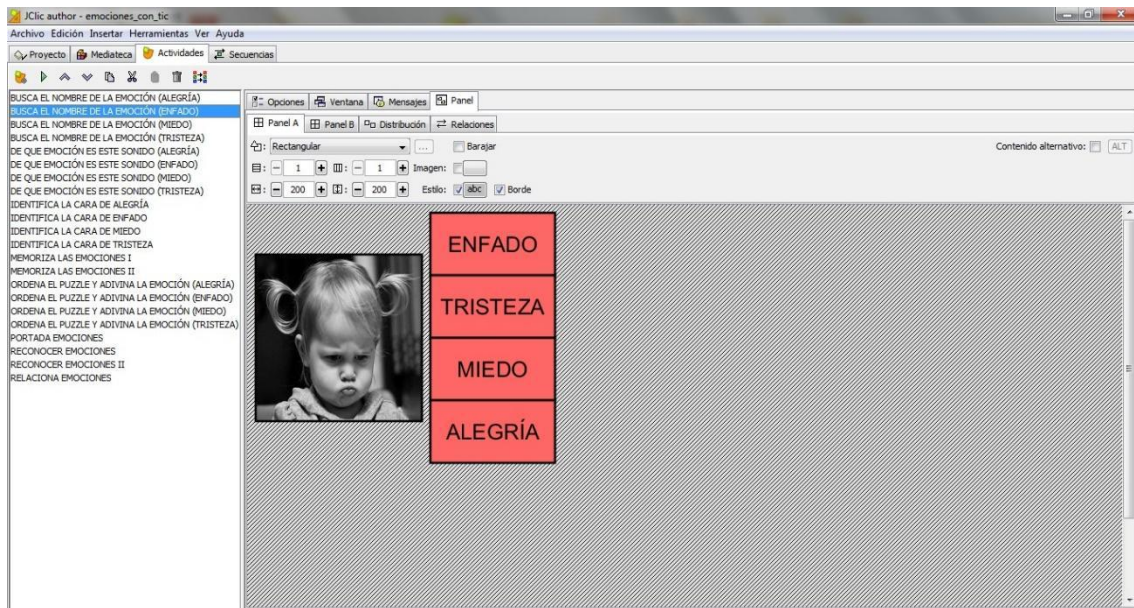 JClic author - emociones_con_tic
Archivo Edición Insertar Herramientas Ver Ayuda
Proyecto Mediateca Actividades Secuencias
BUSCA EL NOMBRE DE LA EMOCIÓN (ALEGRÍA)
BUSCA EL NOMBRE DE LA EMOCIÓN (ENFADO)
BUSCA EL NOMBRE DE LA EMOCIÓN (MIEDO)
BUSCA EL NOMBRE DE LA EMOCIÓN (TRISTEZA)
DE QUE EMOCIÓN ES ESTE SONIDO (ALEGRÍA)
DE QUE EMOCIÓN ES ESTE SONIDO (ENFADO)
DE QUE EMOCIÓN ES ESTE SONIDO (MIEDO)
DE QUE EMOCIÓN ES ESTE SONIDO (TRISTEZA)
IDENTIFICA LA CARA DE ALEGRÍA
IDENTIFICA LA CARA DE ENFADO
IDENTIFICA LA CARA DE MIEDO
IDENTIFICA LA CARA DE TRISTEZA
MEMORIZA LAS EMOCIONES I
MEMORIZA LAS EMOCIONES II
ORDENA EL PUZZLE Y ADIVINA LA EMOCIÓN (ALEGRÍA)
ORDENA EL PUZZLE Y ADIVINA LA EMOCIÓN (ENFADO)
ORDENA EL PUZZLE Y ADIVINA LA EMOCIÓN (MIEDO)
ORDENA EL PUZZLE Y ADIVINA LA EMOCIÓN (TRISTEZA)
PORTADA EMOCIONES
RECONOCER EMOCIONES
RECONOCER EMOCIONES II
RELACIONA EMOCIONES
Opciones Ventana Mensajes Panel
Panel A Panel B Distribución Relaciones
Rectangular ... Barajar Contenido alternativo: ALT
1 1 Imagen:
200 200 Estilo: abc Borde
ENFADO
TRISTEZA
MIEDO
ALEGRÍA